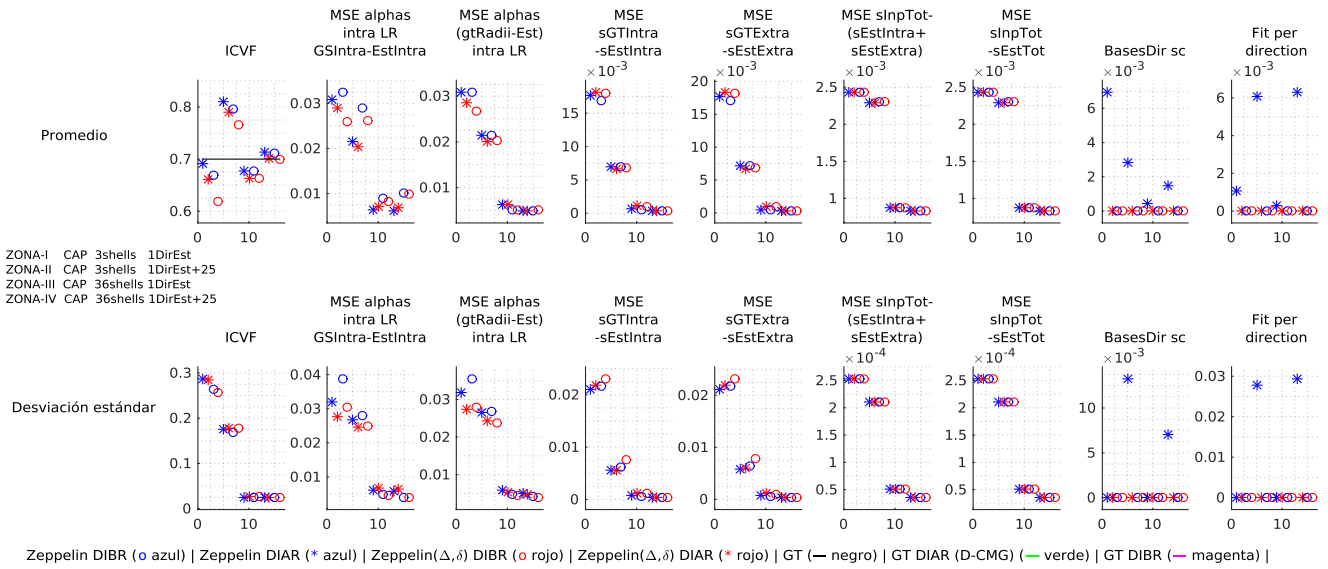 ICVF
MSE alphas
intra LR
GSIntra-EstIntra
MSE alphas
(gtRadii-Est)
intra LR
MSE
sGTIntra
-sEstIntra
MSE
sGTExtra
-sEstExtra
MSE sInpTot-
(sEstIntra+
sEstExtra)
MSE
sInpTot
-sEstTot
BasesDir sc
Fit per
direction
×10⁻³ ×10⁻³ ×10⁻³ ×10⁻³ ×10⁻³ ×10⁻³
Promedio
0.8
0.7
0.6
0 10
0.03
0.02
0.01
0 10
0.03
0.02
0.01
0 10
15
10
5
0
0 10
20
15
10
5
0
0 10
2.5
2
1.5
1
0 10
2.5
2
1.5
1
0 10
6
4
2
0
0 10
6
4
2
0
0 10
ZONA-I CAP 3shells 1DirEst
ZONA-II CAP 3shells 1DirEst+25
ZONA-III CAP 36shells 1DirEst
ZONA-IV CAP 36shells 1DirEst+25
ICVF
MSE alphas
intra LR
GSIntra-EstIntra
MSE alphas
(gtRadii-Est)
intra LR
MSE
sGTIntra
-sEstIntra
MSE
sGTExtra
-sEstExtra
MSE sInpTot-
(sEstIntra+
sEstExtra)
MSE
sInpTot
-sEstTot
BasesDir sc
Fit per
direction
×10⁻⁴ ×10⁻⁴ ×10⁻³
Desviación estándar
0.3
0.2
0.1
0
0 10
0.04
0.03
0.02
0.01
0 10
0.03
0.02
0.01
0 10
0.02
0.01
0
0 10
0.02
0.01
0
0 10
2.5
2
1.5
1
0.5
0 10
2.5
2
1.5
1
0.5
0 10
10
5
0
0 10
0.03
0.02
0.01
0
0 10
Zeppelin DIBR (o azul) | Zeppelin DIAR (* azul) | Zeppelin(Δ,δ) DIBR (o rojo) | Zeppelin(Δ,δ) DIAR (* rojo) | GT (— negro) | GT DIAR (D-CMG) (— verde) | GT DIBR (— magenta) |